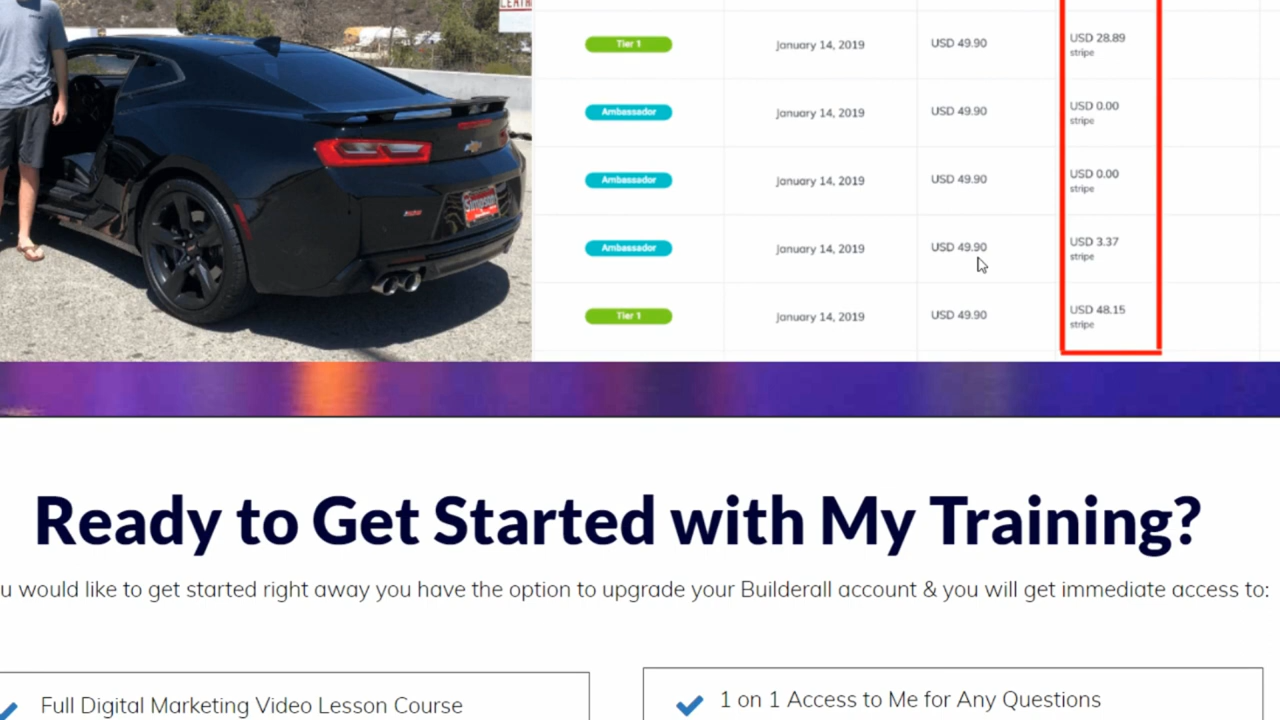 Tier 1 January 14, 2019 USD 49.90 USD 28.89
stripe
Ambassador January 14, 2019 USD 49.90 USD 0.00
stripe
Ambassador January 14, 2019 USD 49.90 USD 0.00
stripe
Ambassador January 14, 2019 USD 49.90 USD 3.37
stripe
Tier 1 January 14, 2019 USD 49.90 USD 48.15
stripe
Simpson
Ready to Get Started with My Training?
u would like to get started right away you have the option to upgrade your Builderall account & you will get immediate access to:
Full Digital Marketing Video Lesson Course
1 on 1 Access to Me for Any Questions